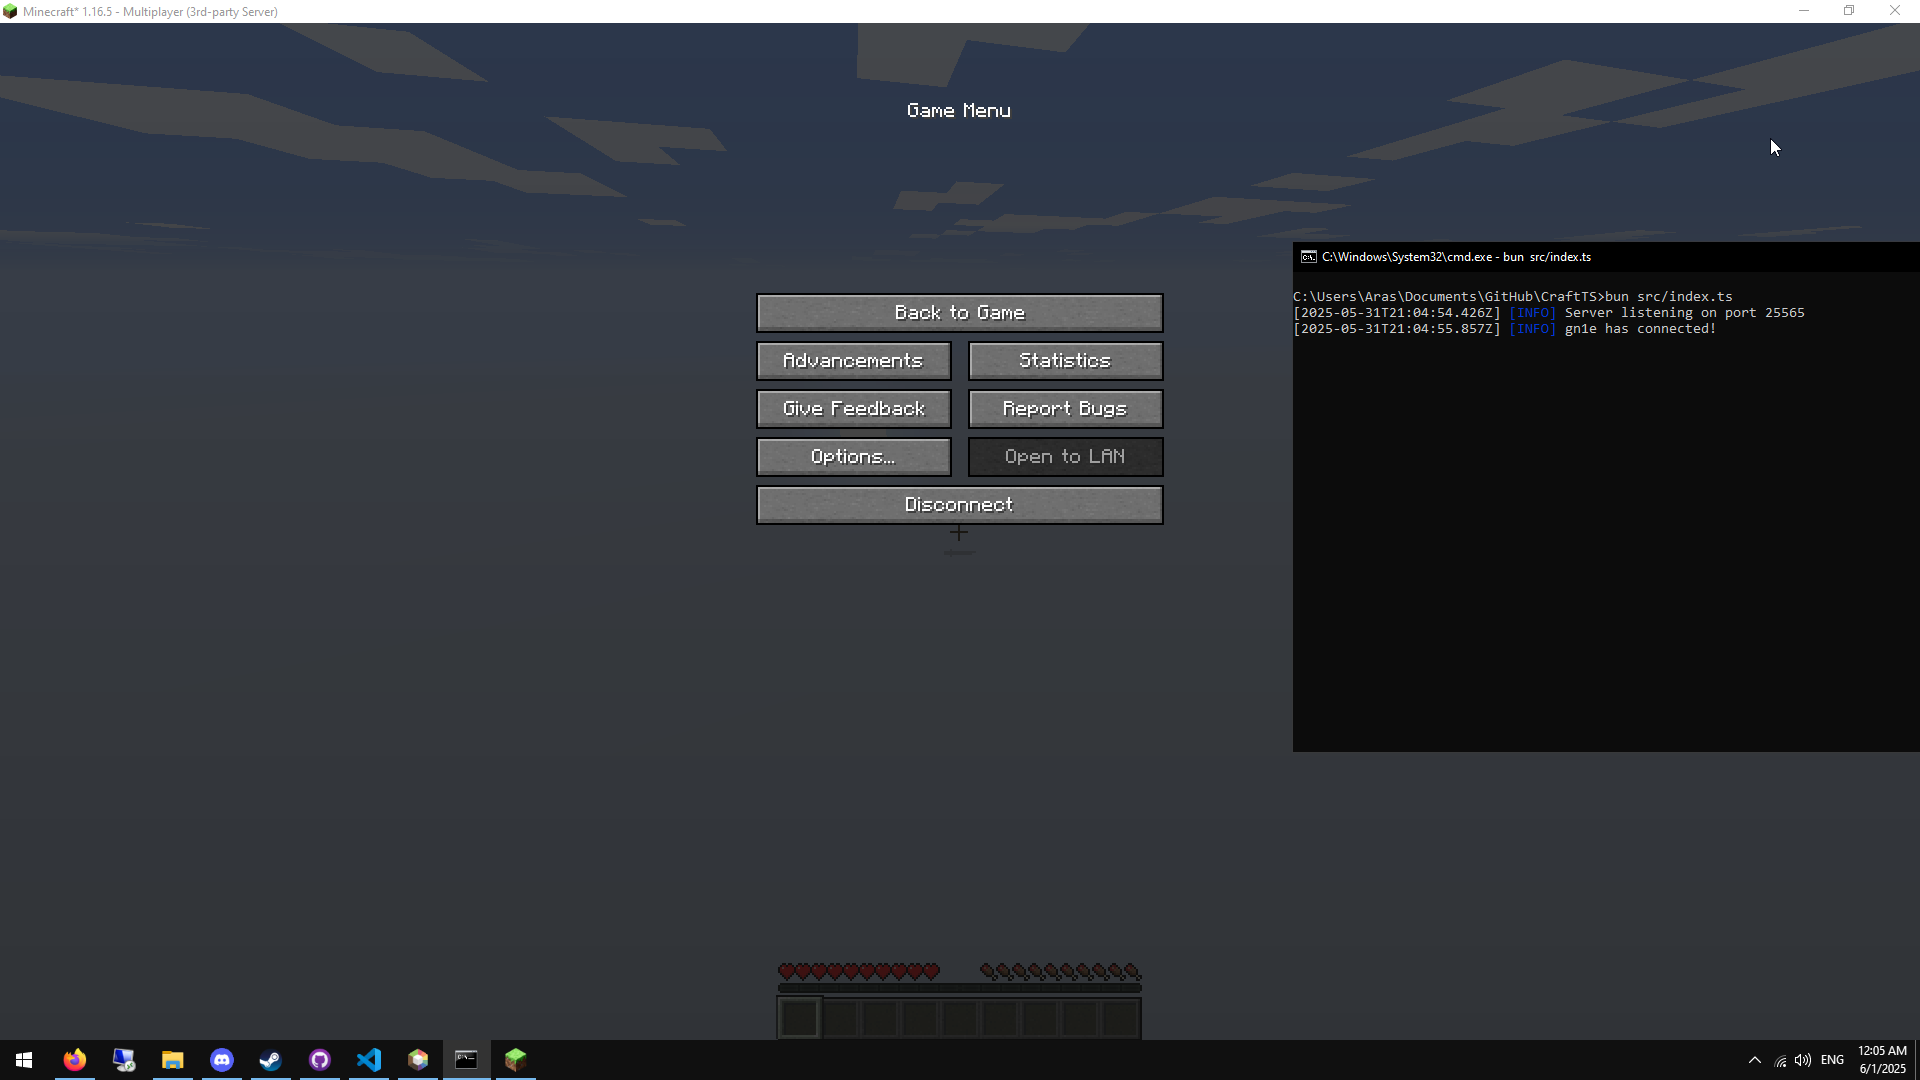 Minecraft* 1.16.5 - Multiplayer (3rd-party Server)
Game Menu
Back to Game
Advancements
Statistics
Give Feedback
Report Bugs
Options...
Open to LAN
Disconnect
C:\Windows\System32\cmd.exe - bun  src/index.ts
C:\Users\Aras\Documents\GitHub\CraftTS>bun src/index.ts
[2025-05-31T21:04:54.426Z] [INFO] Server listening on port 25565
[2025-05-31T21:04:55.857Z] [INFO] gn1e has connected!
ENG
12:05 AM
6/1/2025